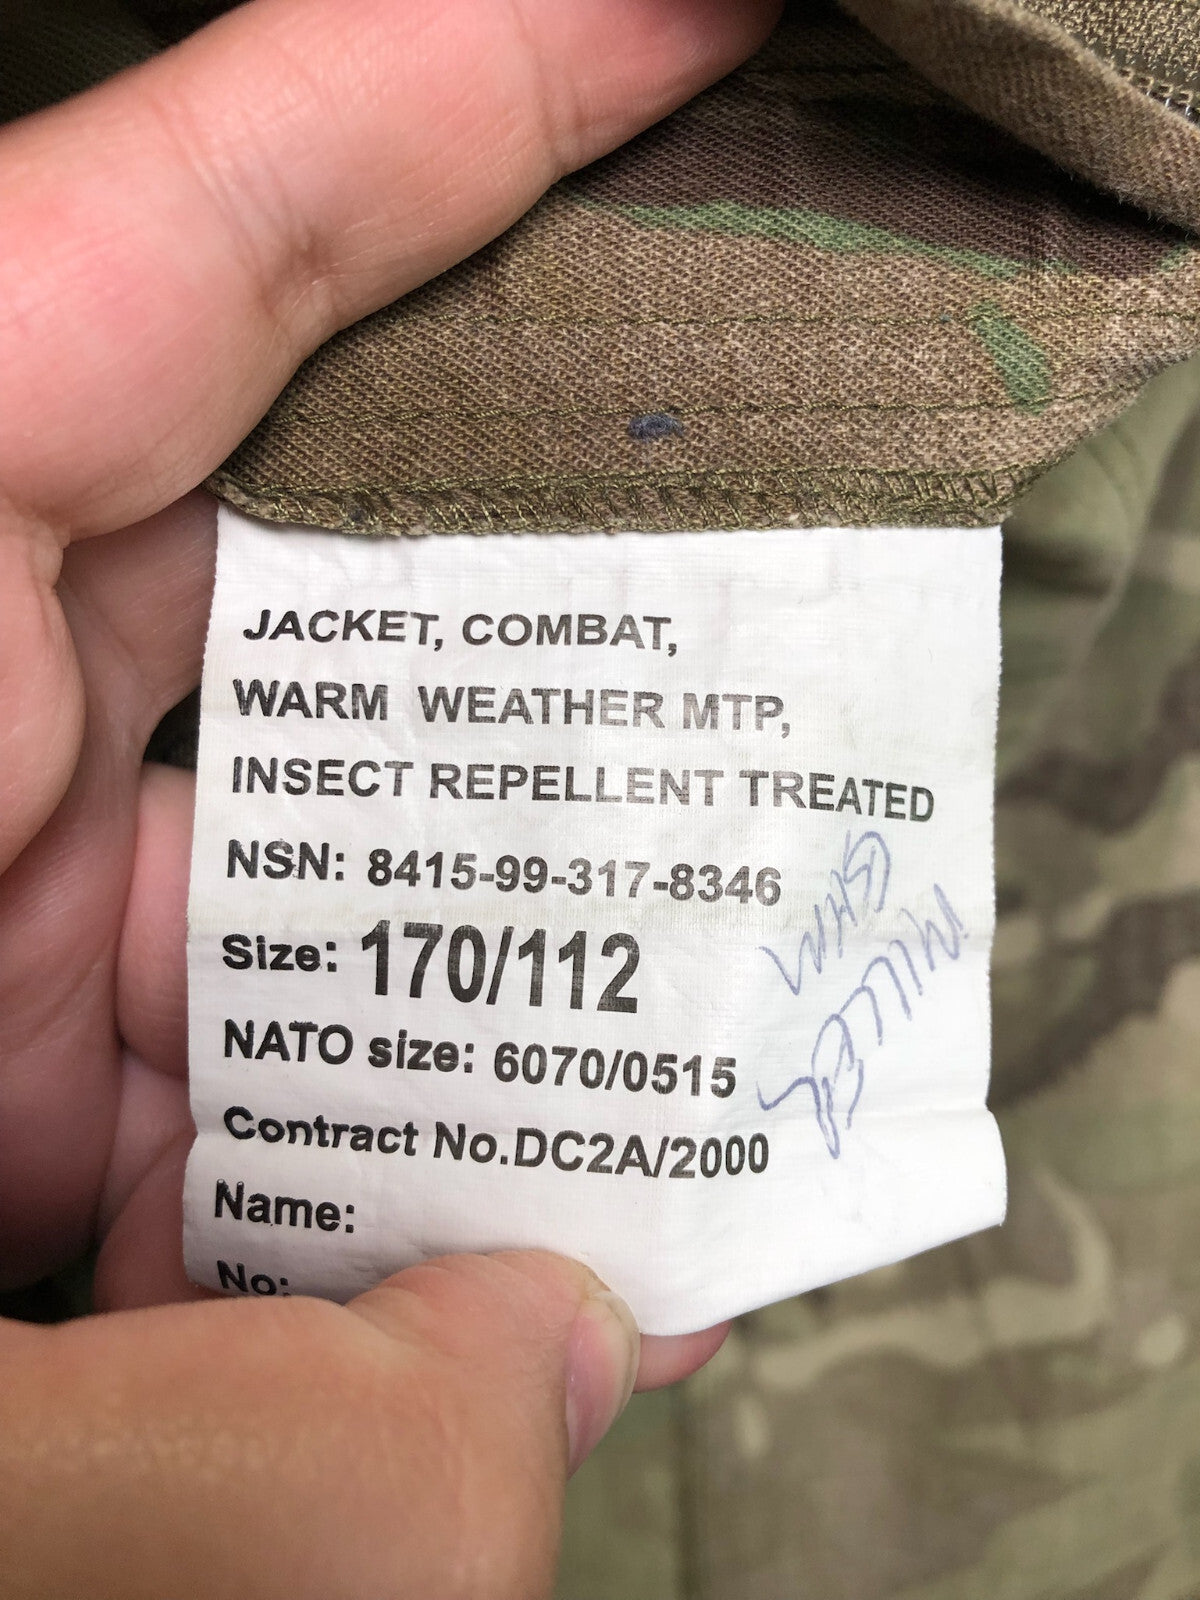 JACKET, COMBAT,
WARM WEATHER MTP,
INSECT REPELLENT TREATED
NSN: 8415-99-317-8346
Size: 170/112
NATO size: 6070/0515
Contract No.DC2A/2000
Name:
No: